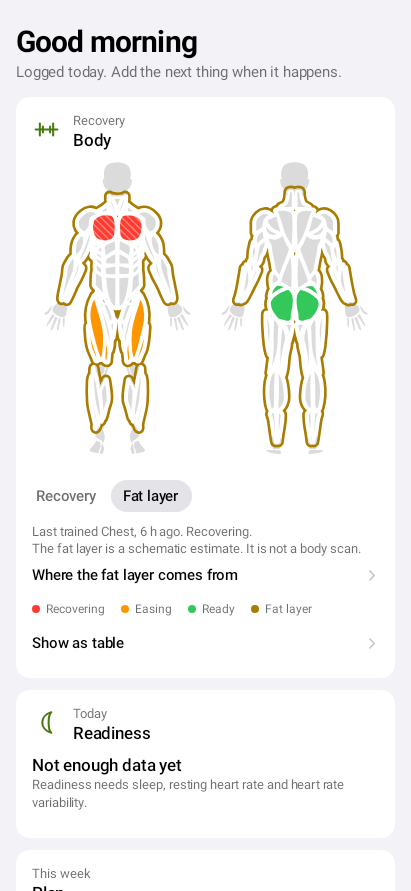 Good morning
Logged today. Add the next thing when it happens.
Recovery
Body
Recovery
Fat layer
Last trained Chest, 6 h ago. Recovering.
The fat layer is a schematic estimate. It is not a body scan.
Where the fat layer comes from
Recovering
Easing
Ready
Fat layer
Show as table
Today
Readiness
Not enough data yet
Readiness needs sleep, resting heart rate and heart rate
variability.
This week
Plan